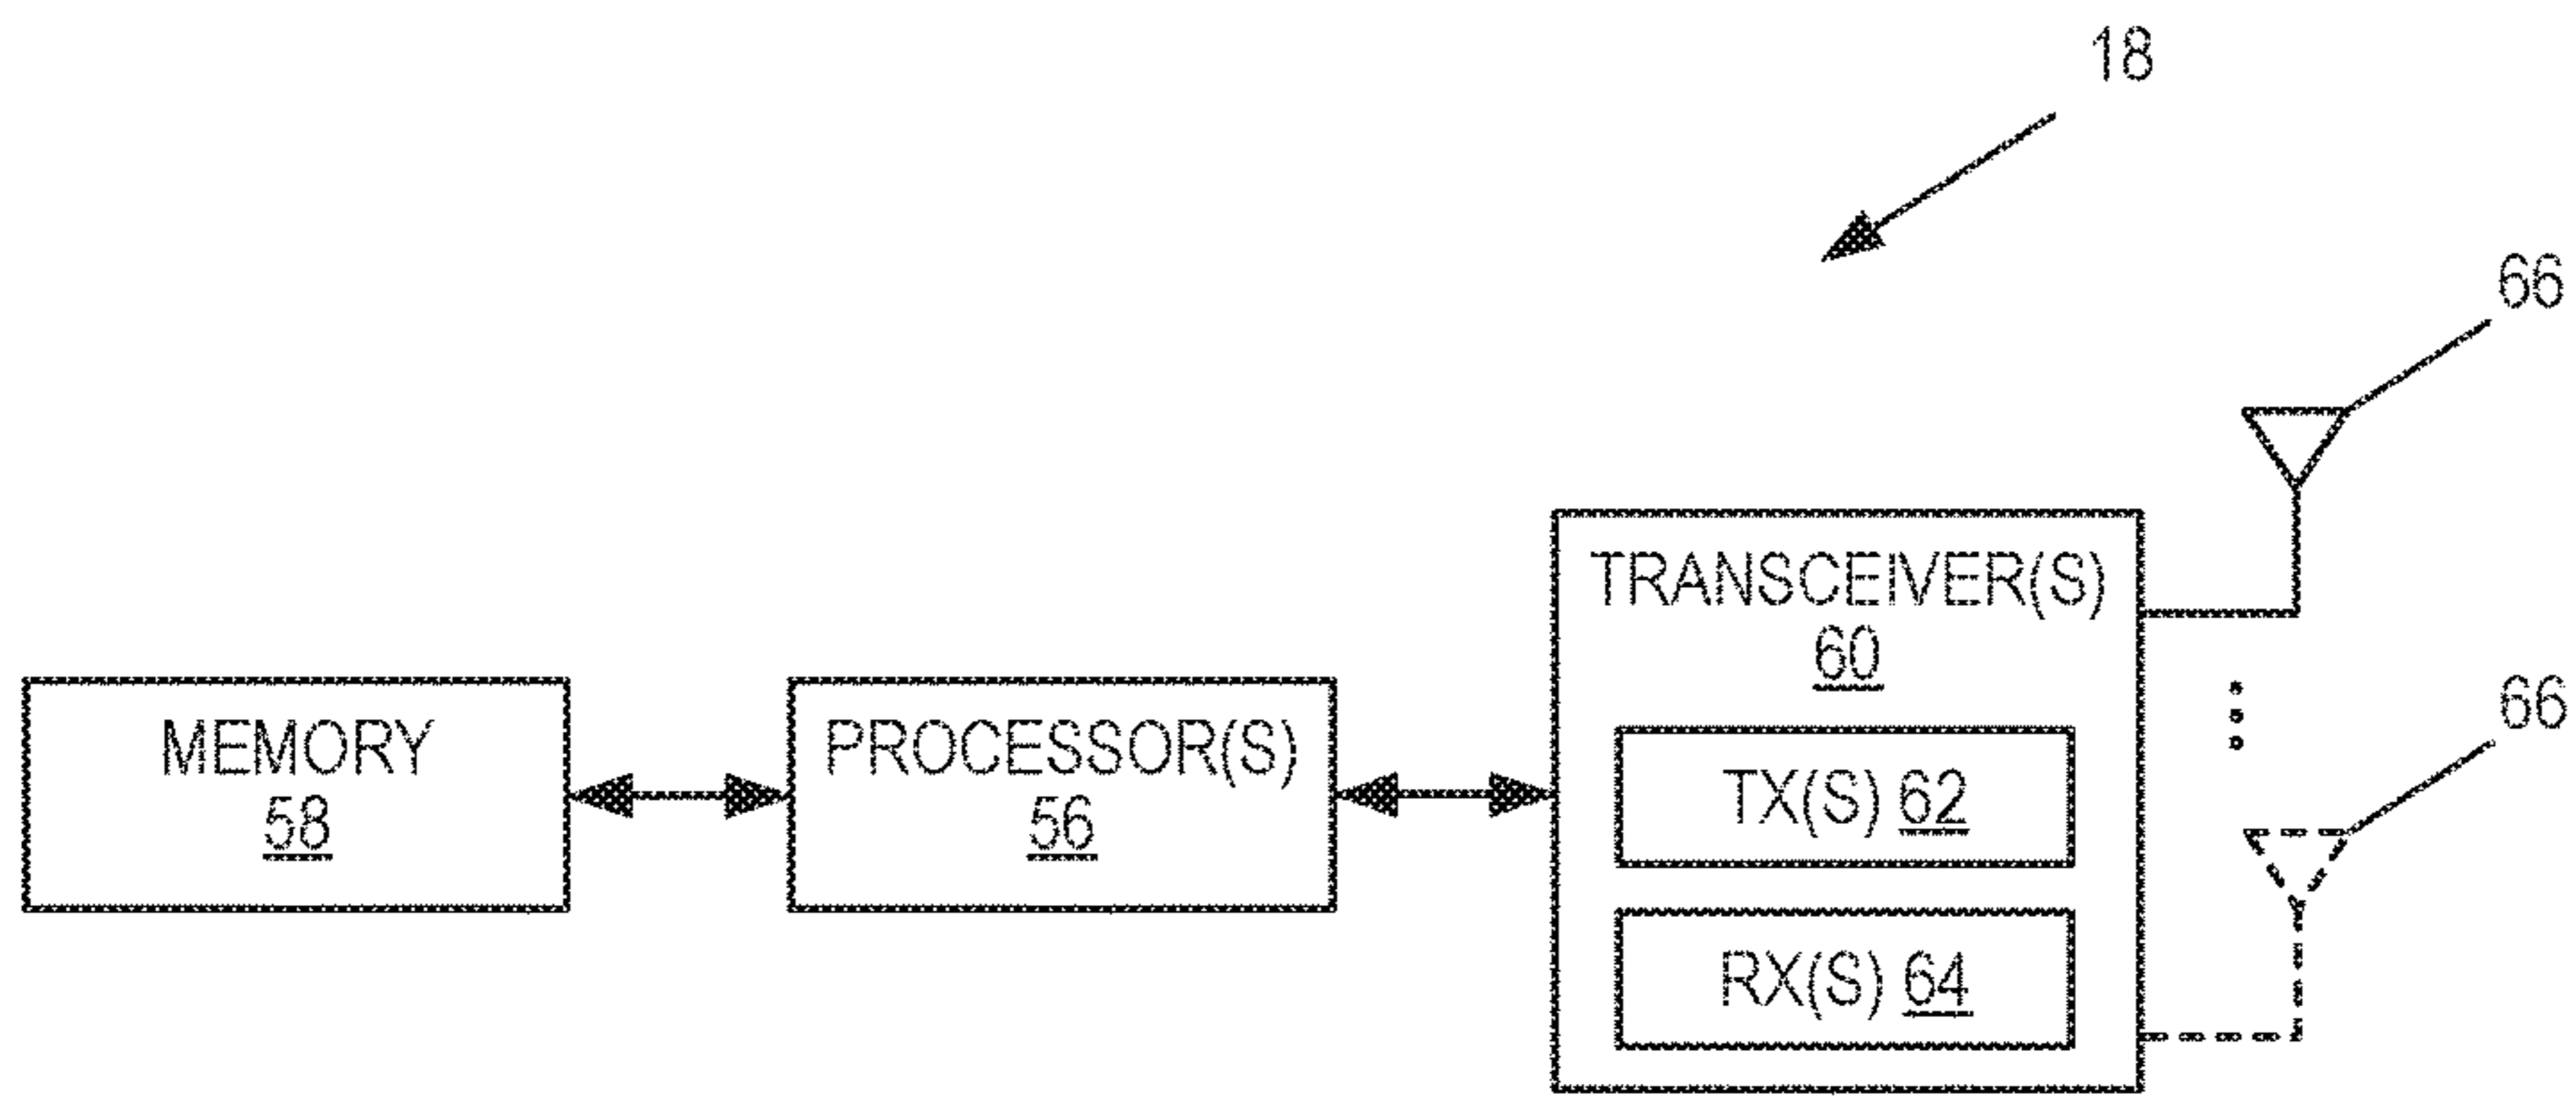 18
66
TRANSCEIVER(S)
60
66
MEMORY
58
PROCESSOR(S)
56
TX(S) 62
RX(S) 64